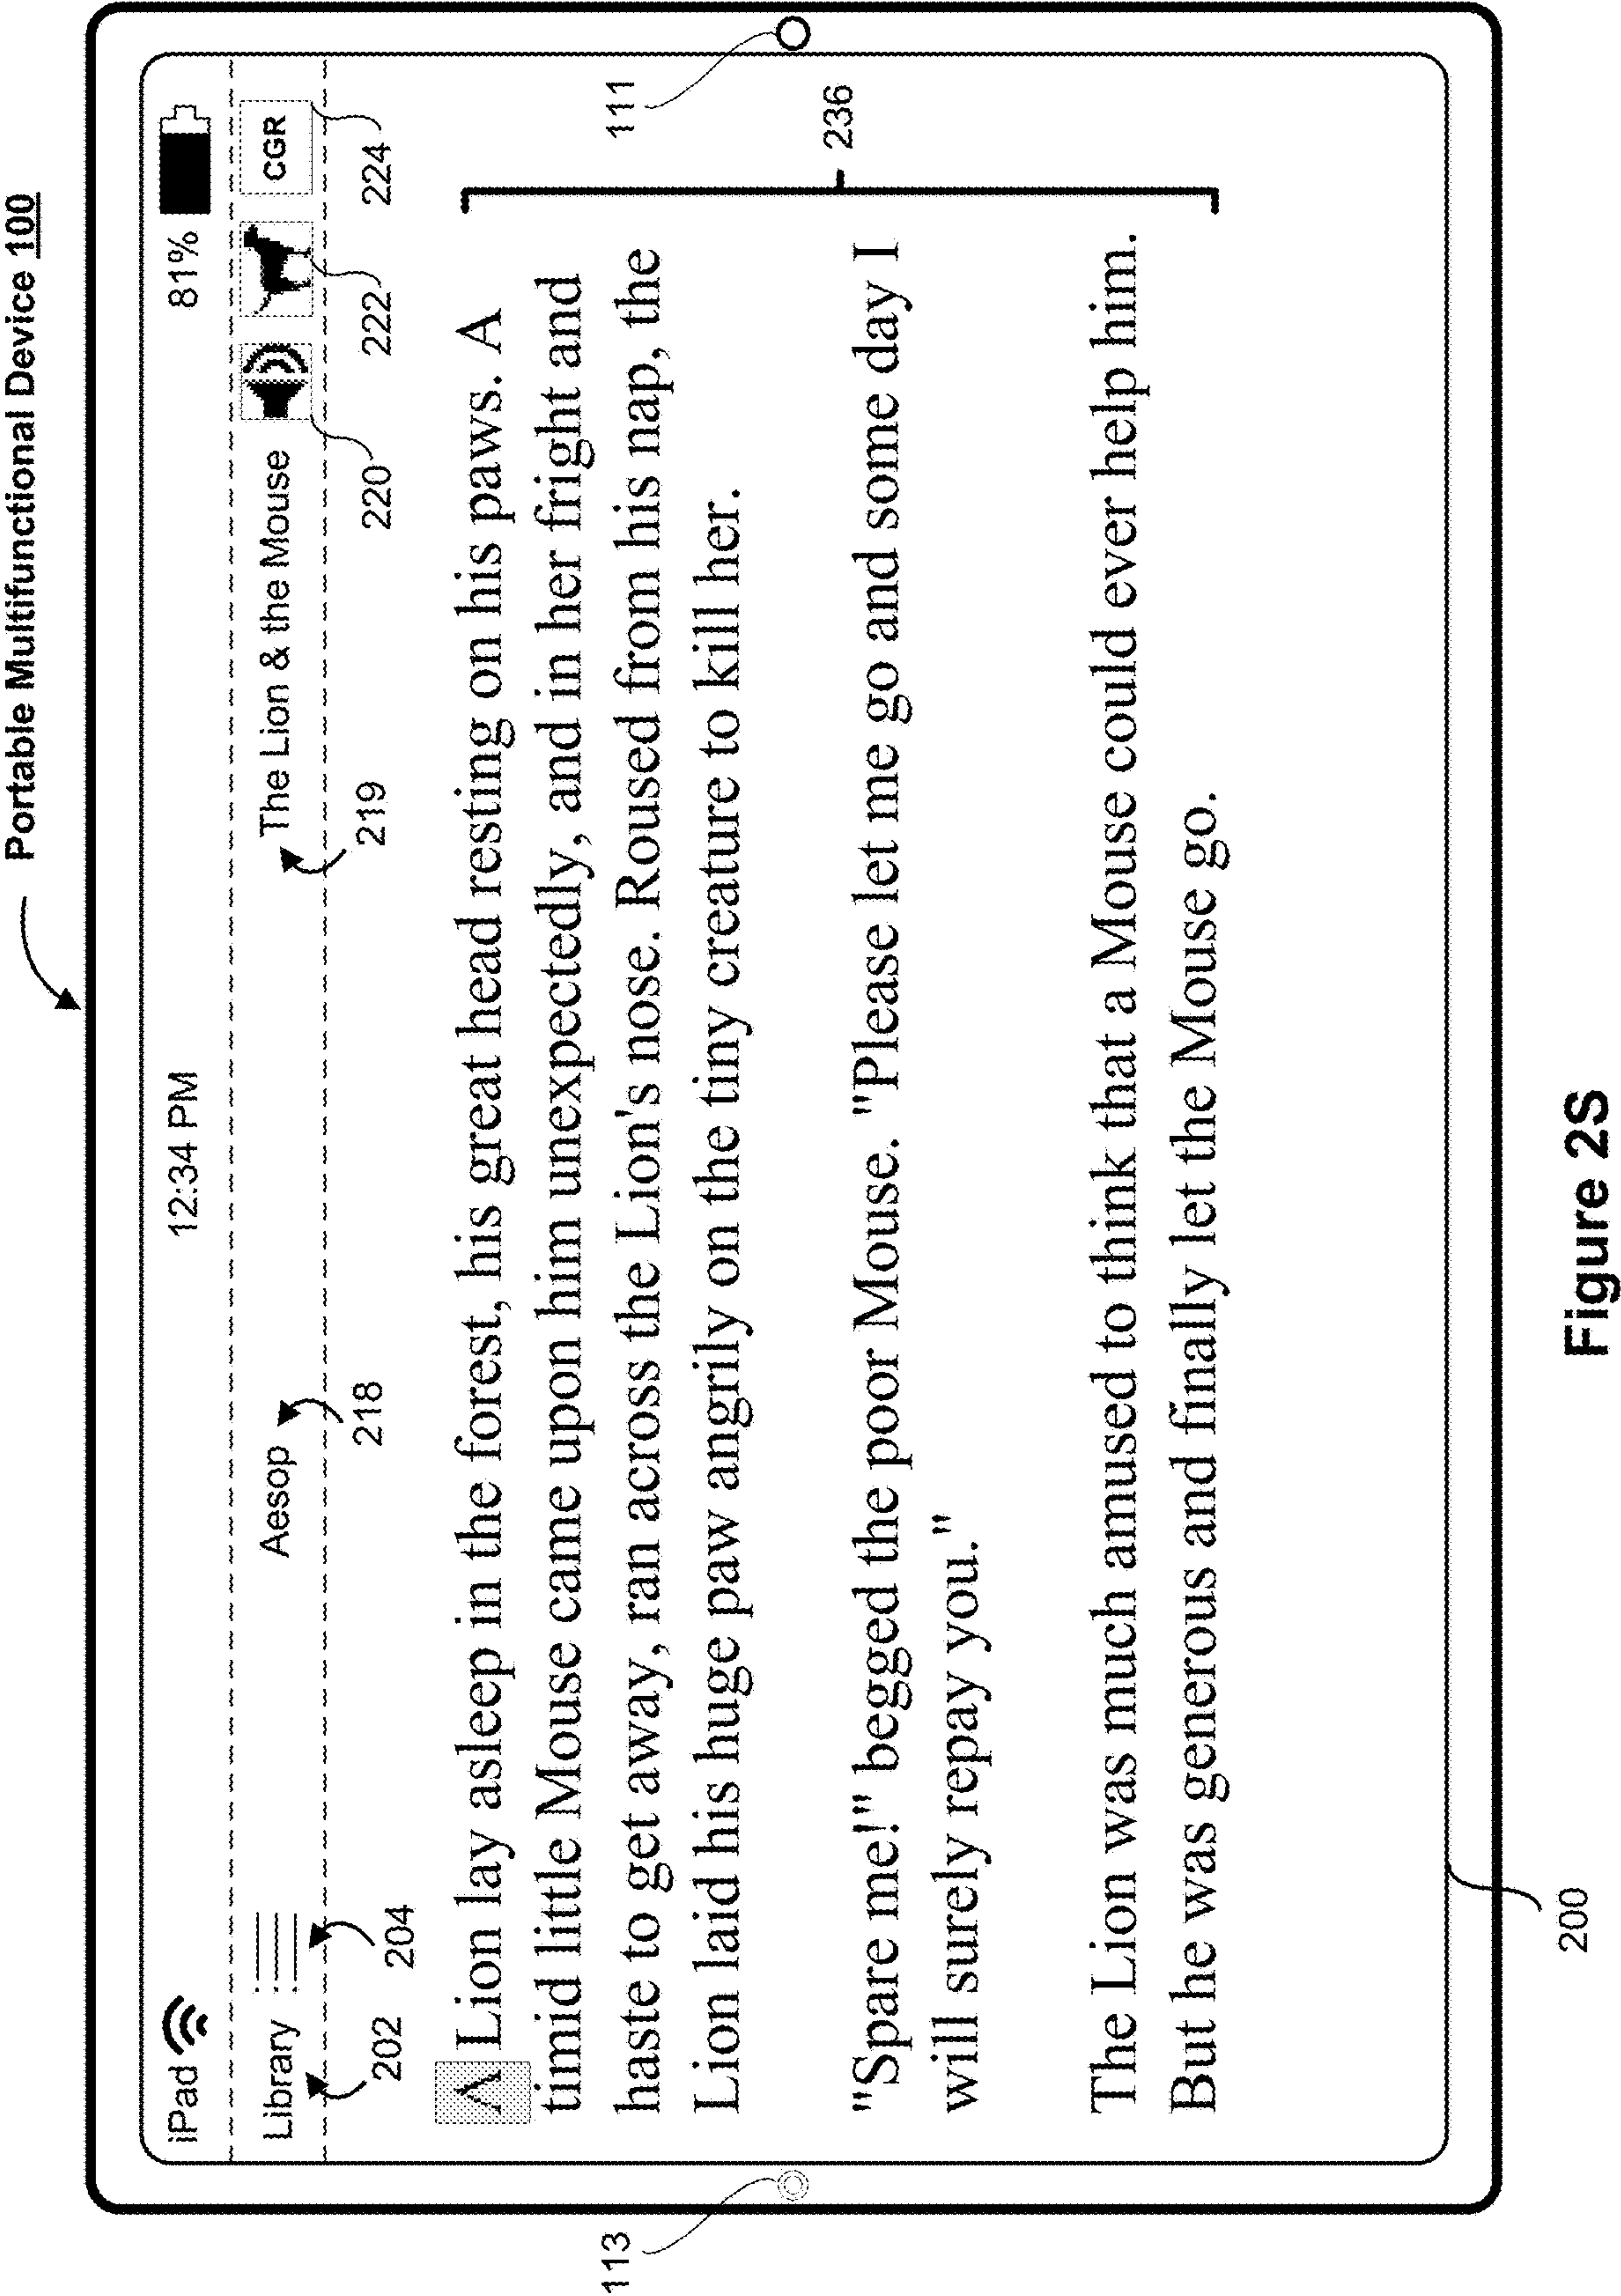 Portable Multifunctional Device 100
iPad 12:34 PM 81%
Library Aesop The Lion & the Mouse CGR
202 204 218 219 220 222 224
A Lion lay asleep in the forest, his great head resting on his paws. A
timid little Mouse came upon him unexpectedly, and in her fright and
haste to get away, ran across the Lion's nose. Roused from his nap, the
Lion laid his huge paw angrily on the tiny creature to kill her.
113 111
236
"Spare me!" begged the poor Mouse. "Please let me go and some day I
will surely repay you."
The Lion was much amused to think that a Mouse could ever help him.
But he was generous and finally let the Mouse go.
200
Figure 2S